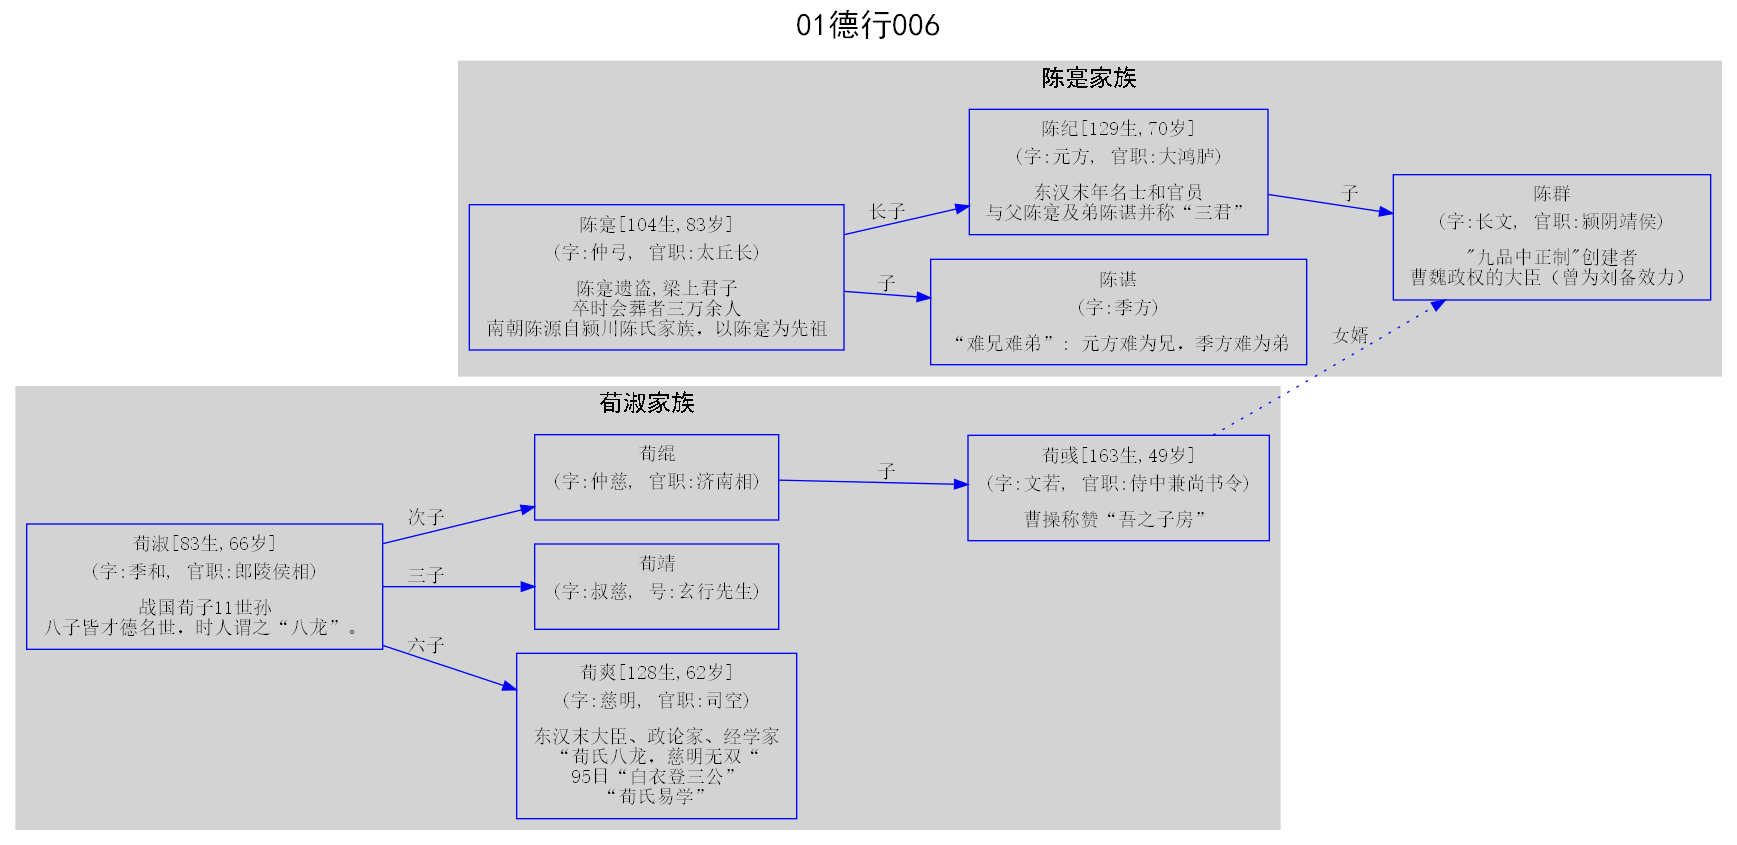 01德行006
陈寔家族
陈寔[104生,83岁]
(字:仲弓, 官职:太丘长)
陈寔遗盗,梁上君子
卒时会葬者三万余人
南朝陈源自颍川陈氏家族，以陈寔为先祖
长子
子
陈纪[129生,70岁]
(字:元方, 官职:大鸿胪)
东汉末年名士和官员
与父陈寔及弟陈谌并称“三君”
陈谌
(字:季方)
“难兄难弟”: 元方难为兄，季方难为弟
子
陈群
(字:长文, 官职:颍阴靖侯)
"九品中正制"创建者
曹魏政权的大臣（曾为刘备效力）
女婿
荀淑家族
荀淑[83生,66岁]
(字:季和, 官职:郎陵侯相)
战国荀子11世孙
八子皆才德名世，时人谓之“八龙”。
次子
三子
六子
荀绲
(字:仲慈, 官职:济南相)
荀靖
(字:叔慈, 号:玄行先生)
荀爽[128生,62岁]
(字:慈明, 官职:司空)
东汉末大臣、政论家、经学家
“荀氏八龙，慈明无双“
95日“白衣登三公”
“荀氏易学”
子
荀彧[163生,49岁]
(字:文若, 官职:侍中兼尚书令)
曹操称赞“吾之子房”